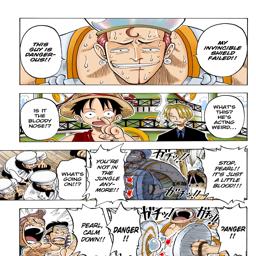 MY
INVINCIBLE
SHIELD
FAILED!!
THIS
GUY IS
DANGER-
OUS!!
WHAT'S
THIS?
HE'S
ACTING
WEIRD...
IS IT
THE
BLOODY
NOSE!?
STOP,
PEARL!!
IT'S JUST
A LITTLE
BLOOD!!
YOU'RE
NOT IN
THE
JUNGLE
ANY-
MORE!!
WHAT'S
GOING
ON!?
DANGER
!!
DANGER
!!
PEARL,
CALM
DOWN!!